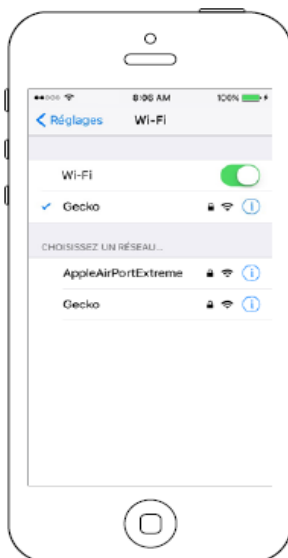 8:06 AM 100%
Réglages Wi-Fi
Wi-Fi
Gecko
CHOISISSEZ UN RÉSEAU...
AppleAirPortExtreme
Gecko